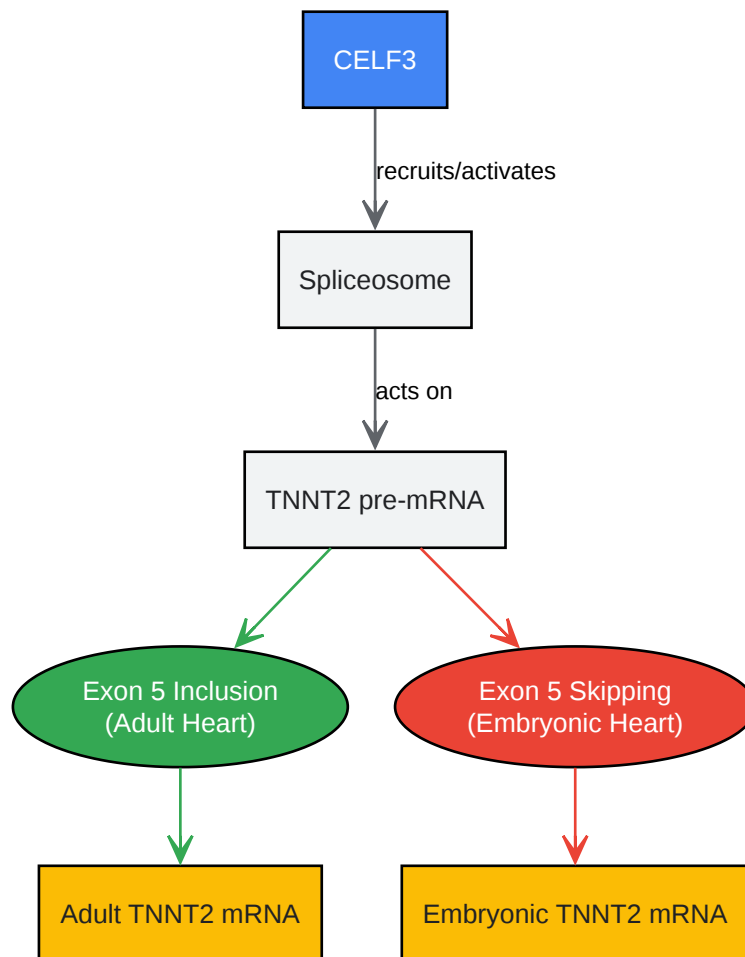 CELF3
recruits/activates
Spliceosome
acts on
TNNT2 pre-mRNA
Exon 5 Inclusion
(Adult Heart)
Exon 5 Skipping
(Embryonic Heart)
Adult TNNT2 mRNA
Embryonic TNNT2 mRNA